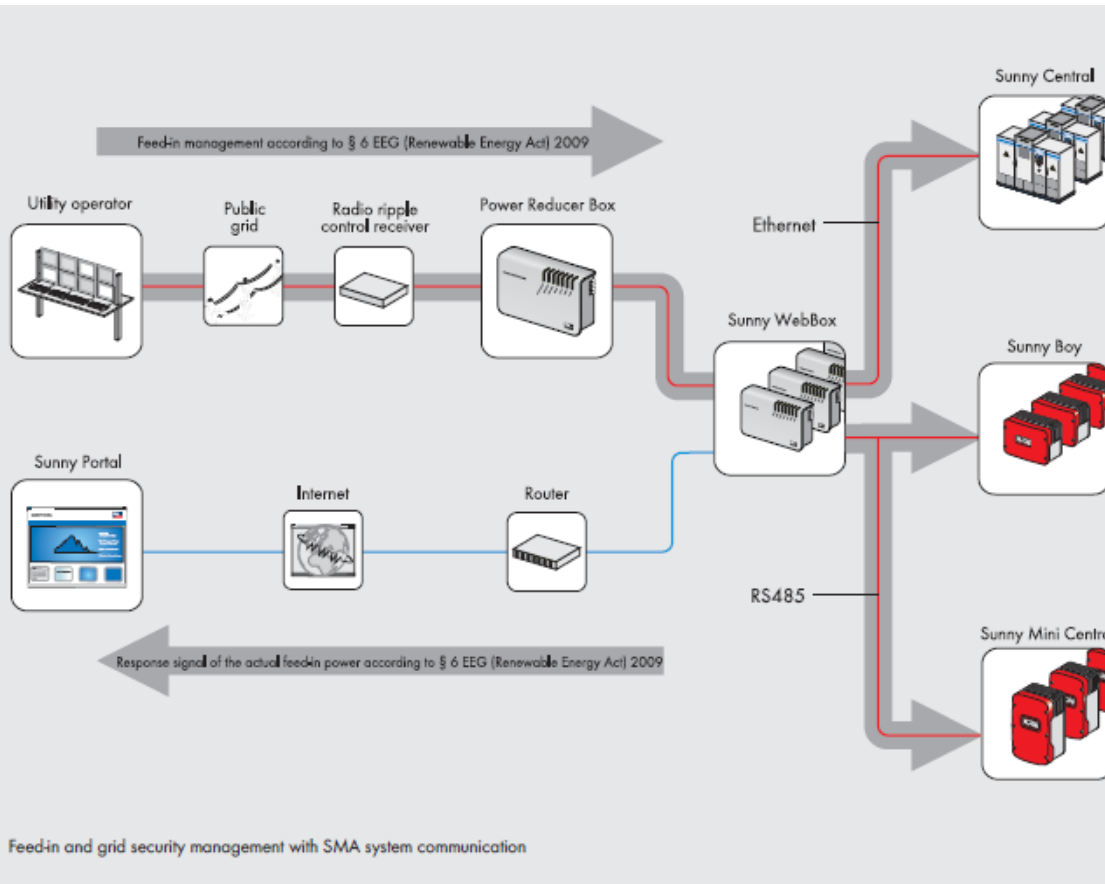 Sunny Central
Feed-in management according to § 6 EEG (Renewable Energy Act) 2009
Utility operator
Public
grid
Radio ripple
control receiver
Power Reducer Box
Ethernet
Sunny WebBox
Sunny Boy
Sunny Portal
Internet
Router
RS485
Sunny Mini Centr
Response signal of the actual feed-in power according to § 6 EEG (Renewable Energy Act) 2009
Feed-in and grid security management with SMA system communication